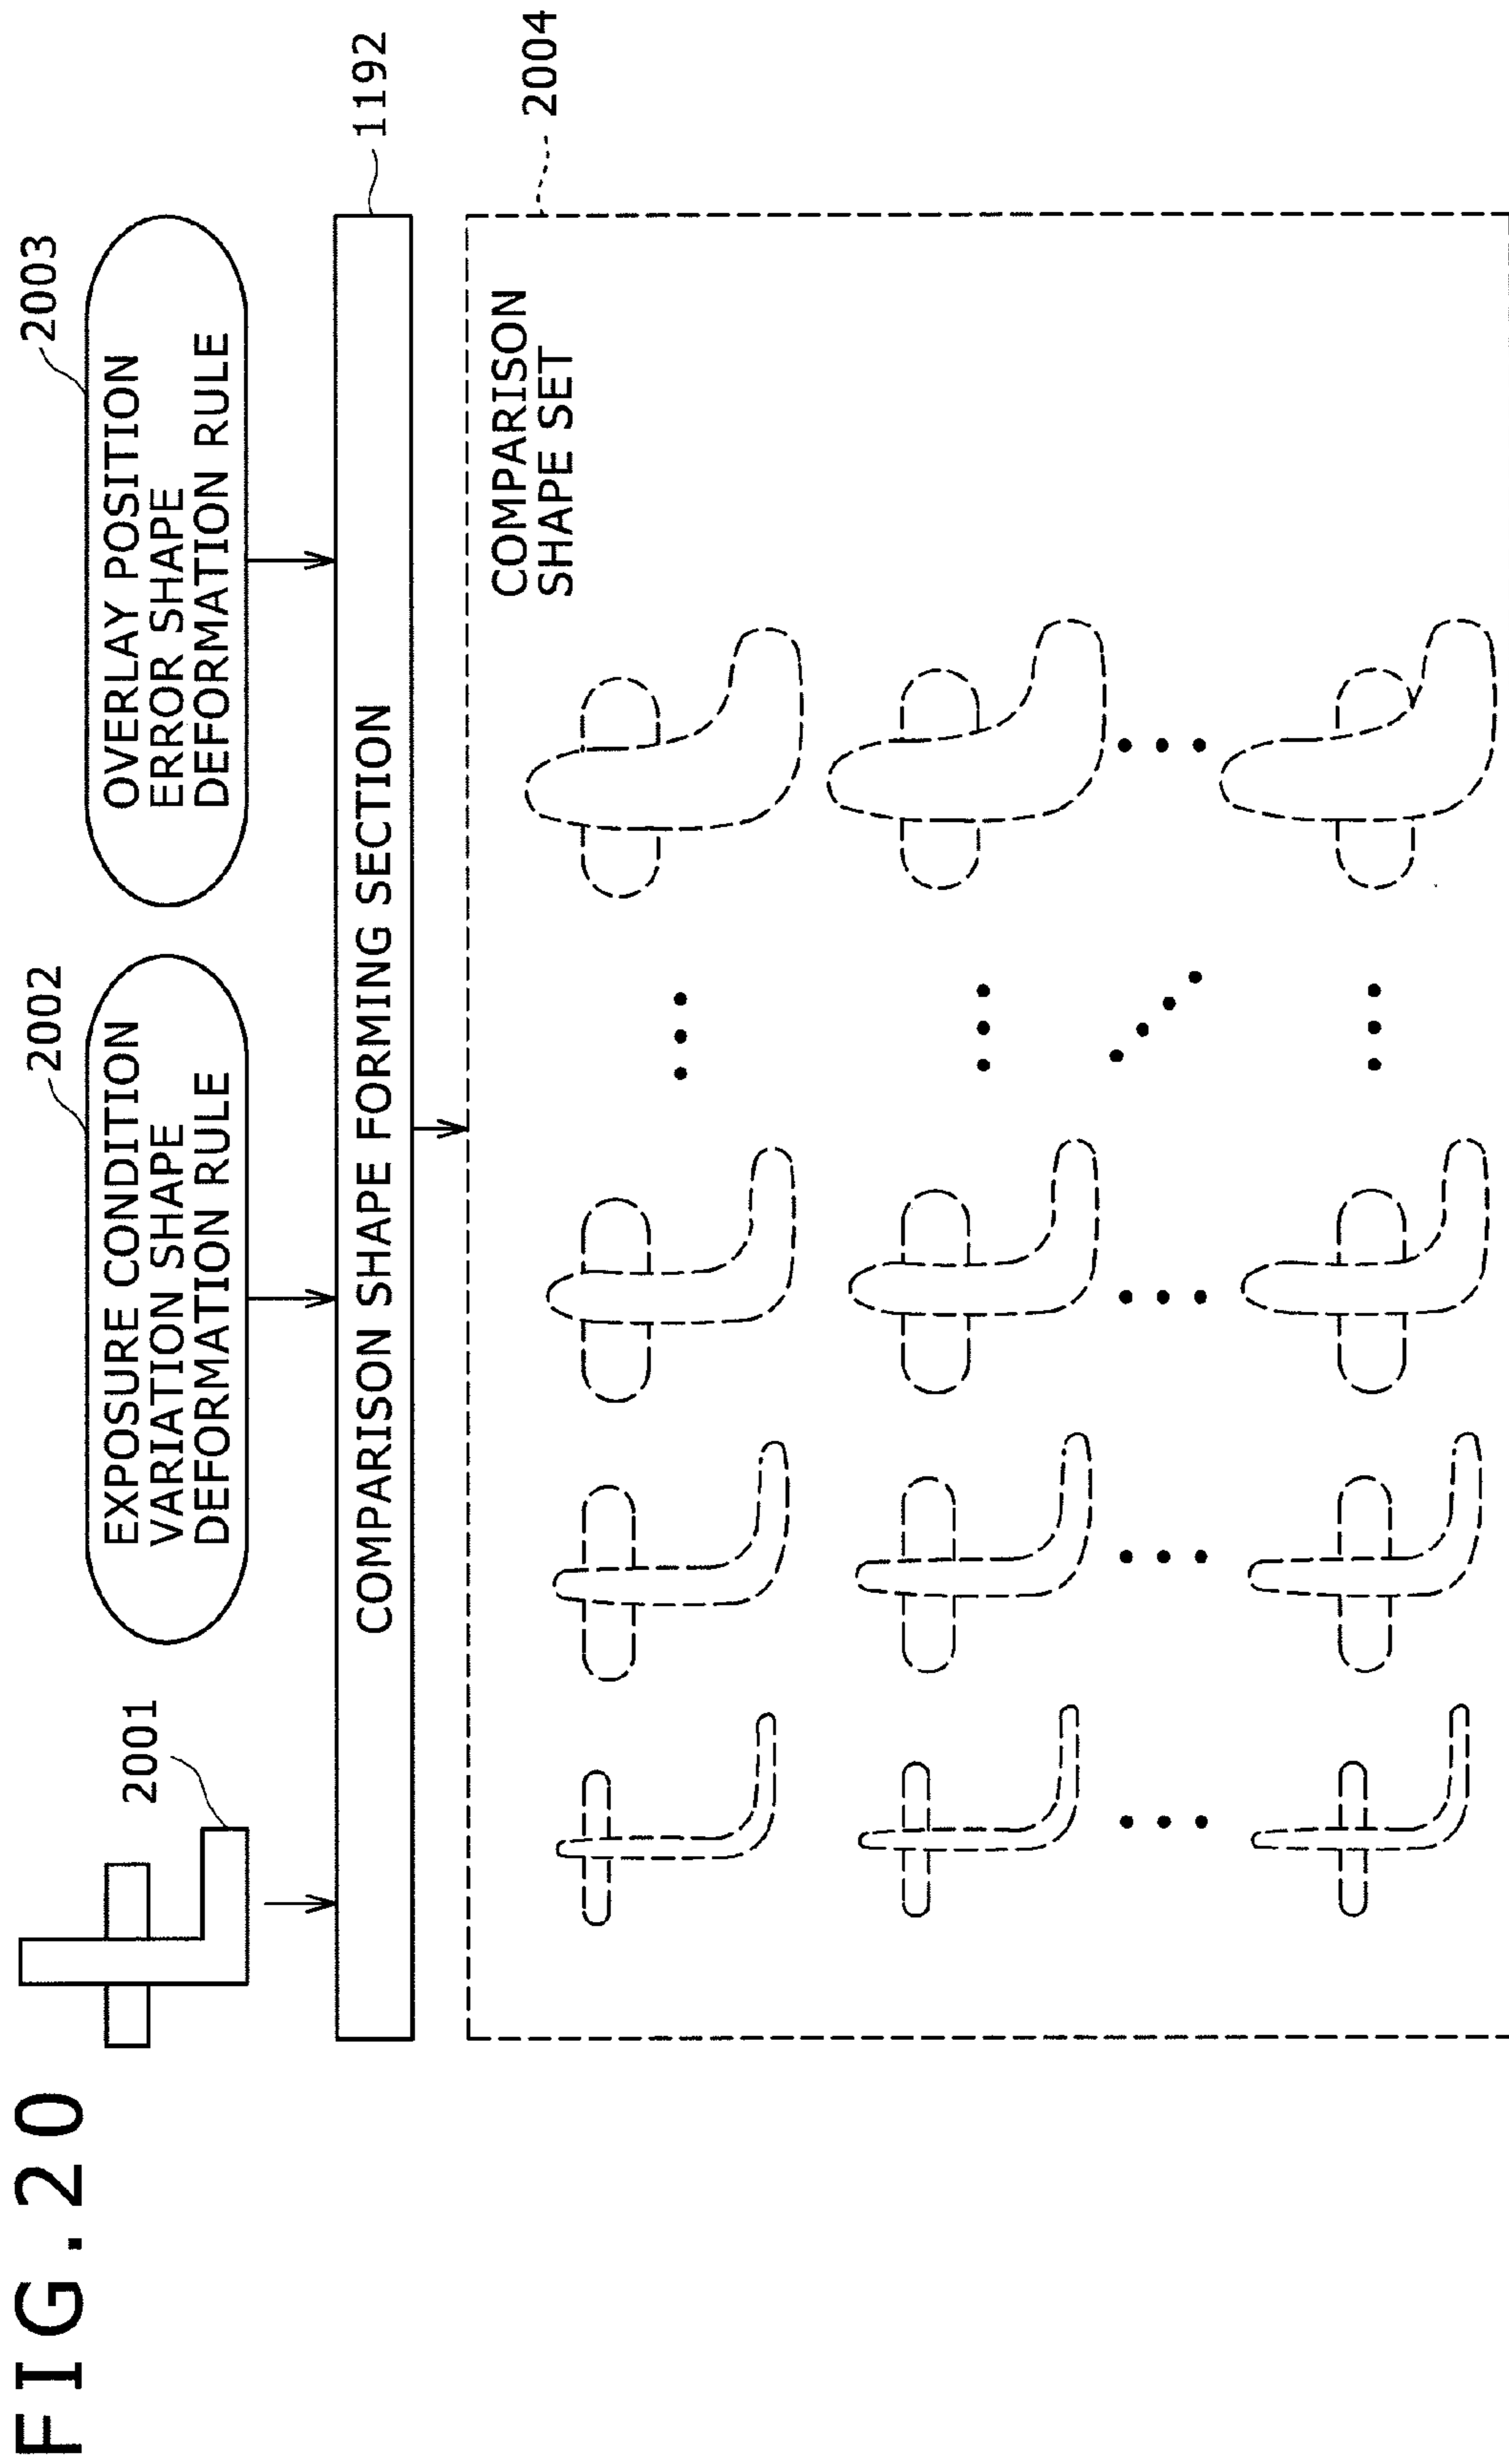 FIG.20
2001
2002
EXPOSURE CONDITION
VARIATION SHAPE
DEFORMATION RULE
2003
OVERLAY POSITION
ERROR SHAPE
DEFORMATION RULE
COMPARISON SHAPE FORMING SECTION
1192
COMPARISON
SHAPE SET
2004